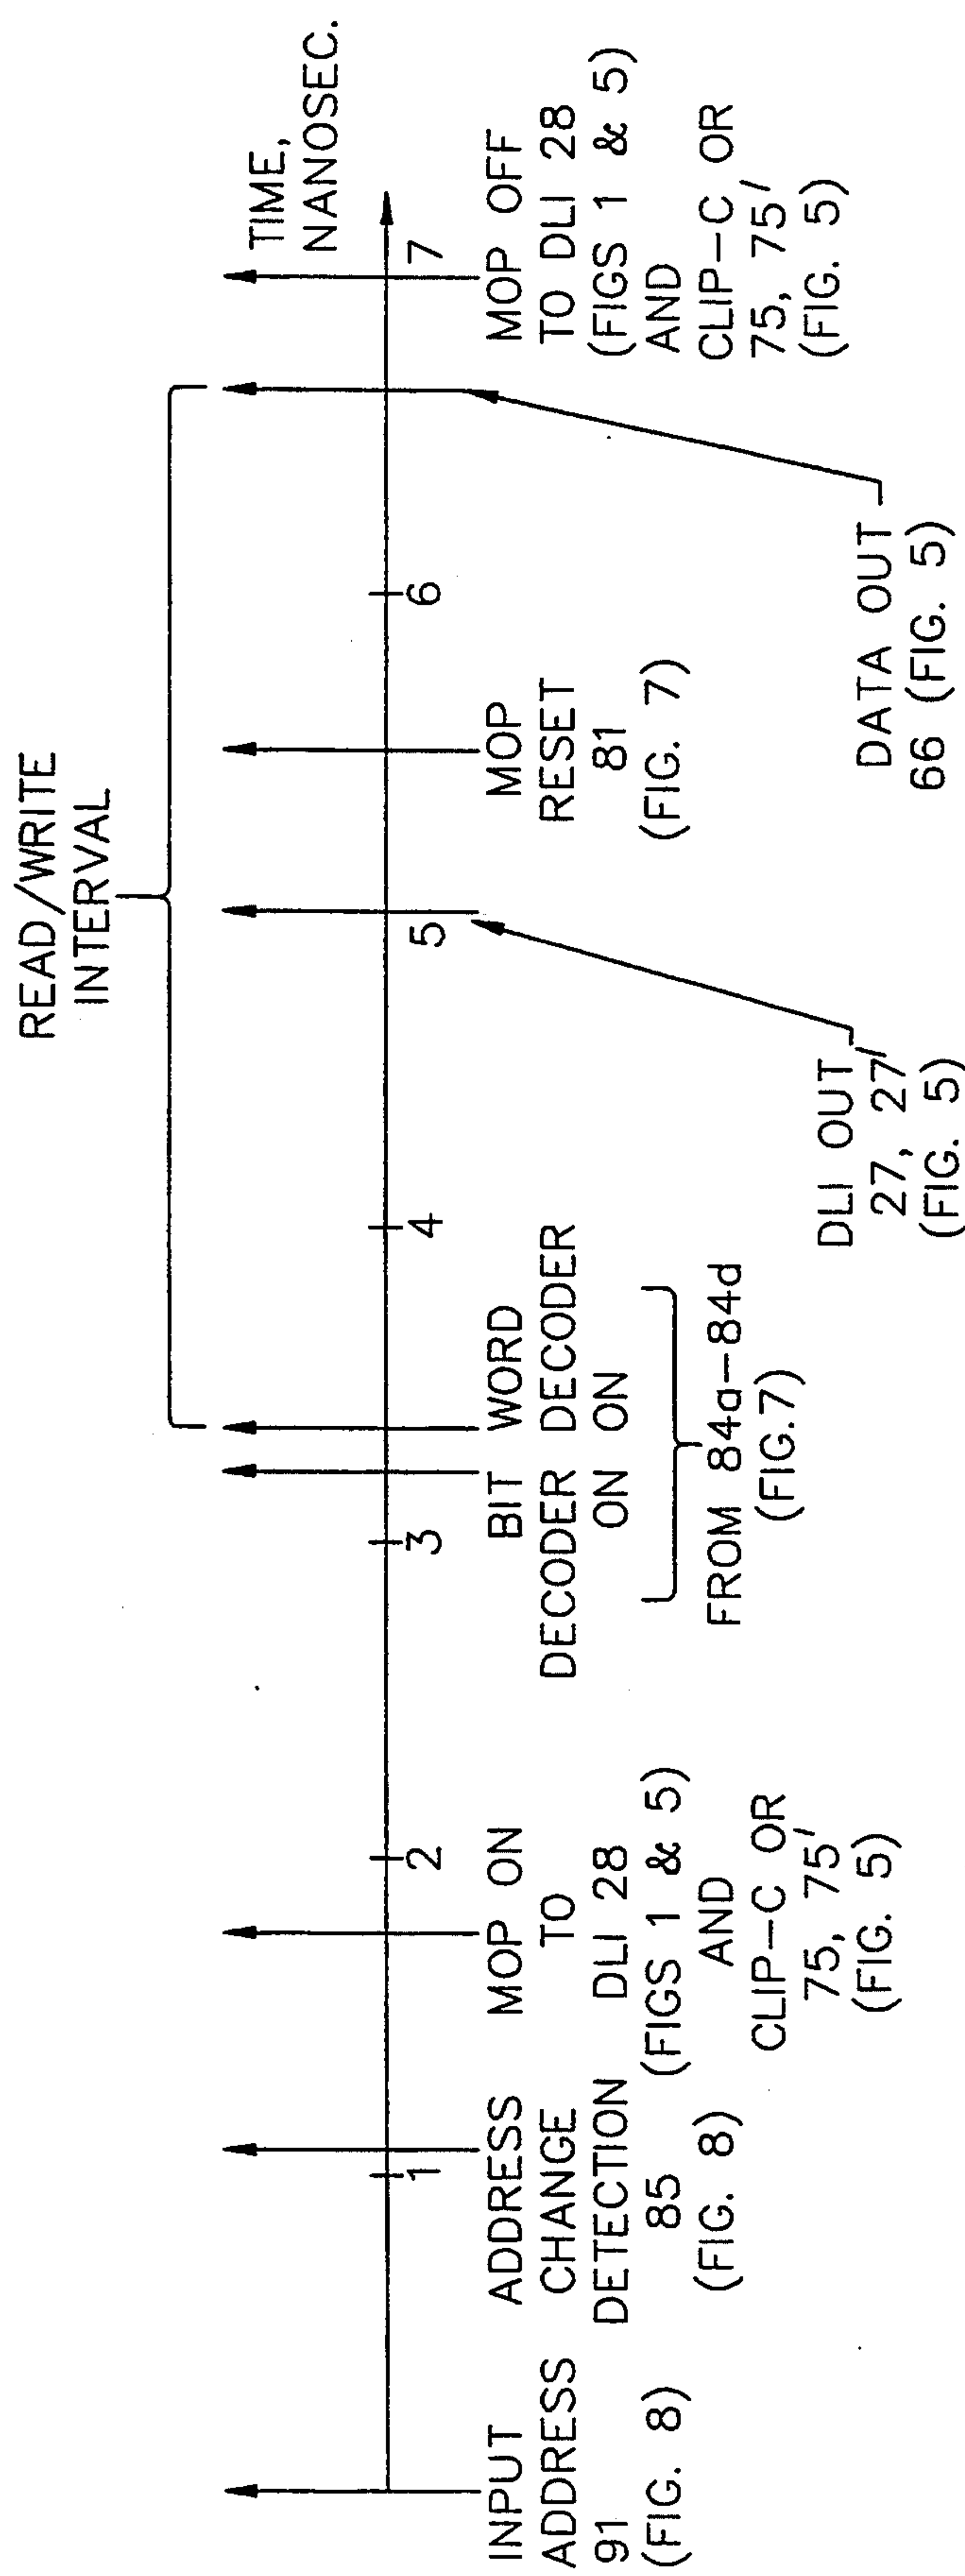 READ/WRITE
INTERVAL
TIME,
NANOSEC.
1
2
3
4
5
6
7
INPUT
ADDRESS
91
(FIG. 8)
ADDRESS
CHANGE
DETECTION
85
(FIG. 8)
MOP ON
TO
DLI 28
(FIGS 1 & 5)
AND
CLIP-C OR
75, 75'
(FIG. 5)
BIT
DECODER
ON
WORD
DECODER
ON
FROM 84a-84d
(FIG.7)
DLI OUT
27, 27'
(FIG. 5)
MOP
RESET
81
(FIG. 7)
DATA OUT
66 (FIG. 5)
MOP OFF
TO DLI 28
(FIGS 1 & 5)
AND
CLIP-C OR
75, 75'
(FIG. 5)